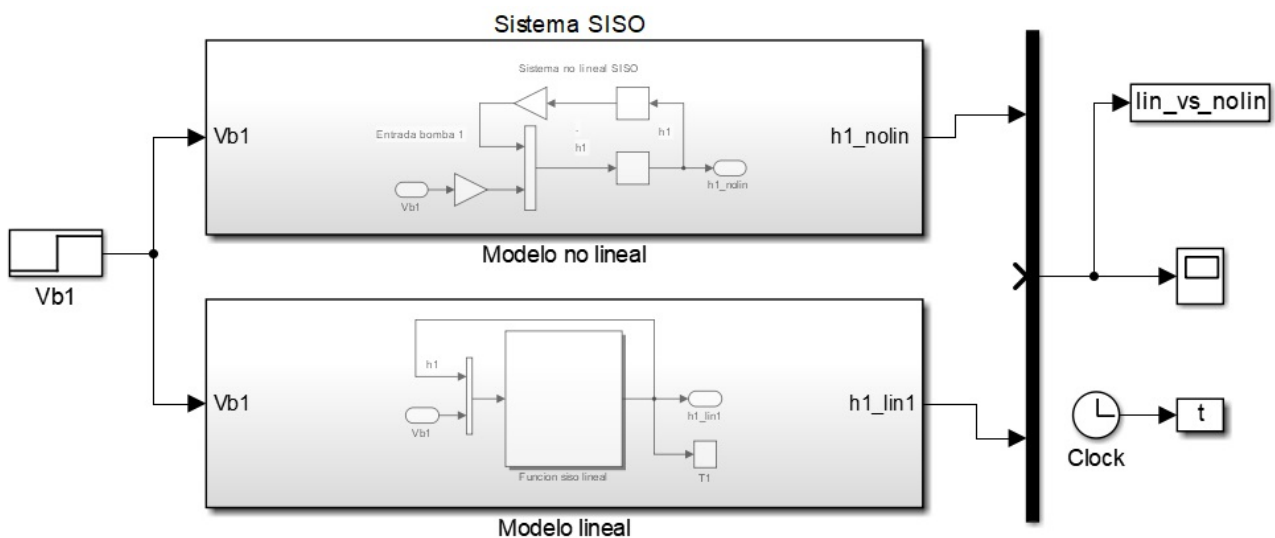 Sistema SISO
Sistema no lineal SISO
Entrada bomba 1
-
h1
h1
Vb1
h1_nolin
Vb1
h1_nolin
Modelo no lineal
Vb1
lin_vs_nolin
h1
Vb1
Vb1
h1_lin1
h1_lin1
T1
Funcion siso lineal
Modelo lineal
t
Clock